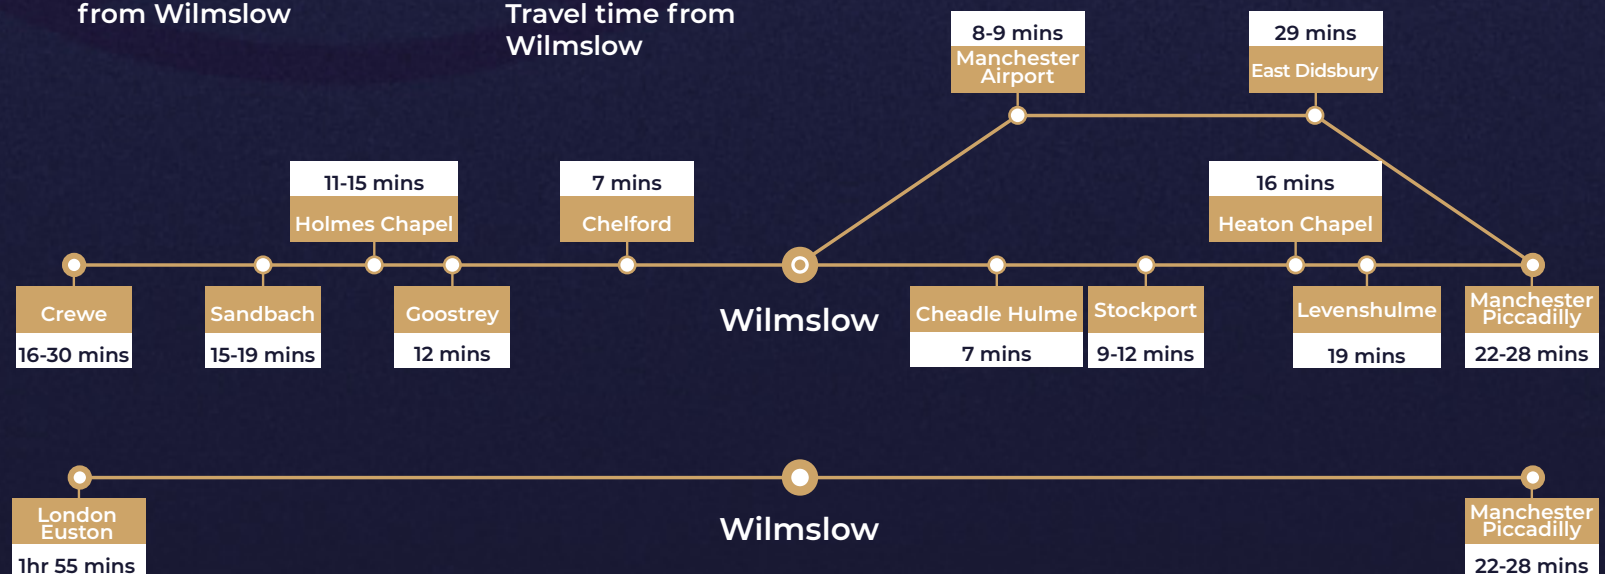 from Wilmslow
Travel time from
Wilmslow
8-9 mins
Manchester
Airport
29 mins
East Didsbury
11-15 mins
Holmes Chapel
7 mins
Chelford
16 mins
Heaton Chapel
Crewe
16-30 mins
Sandbach
15-19 mins
Goostrey
12 mins
Wilmslow
Cheadle Hulme
7 mins
Stockport
9-12 mins
Levenshulme
19 mins
Manchester
Piccadilly
22-28 mins
London
Euston
1hr 55 mins
Wilmslow
Manchester
Piccadilly
22-28 mins